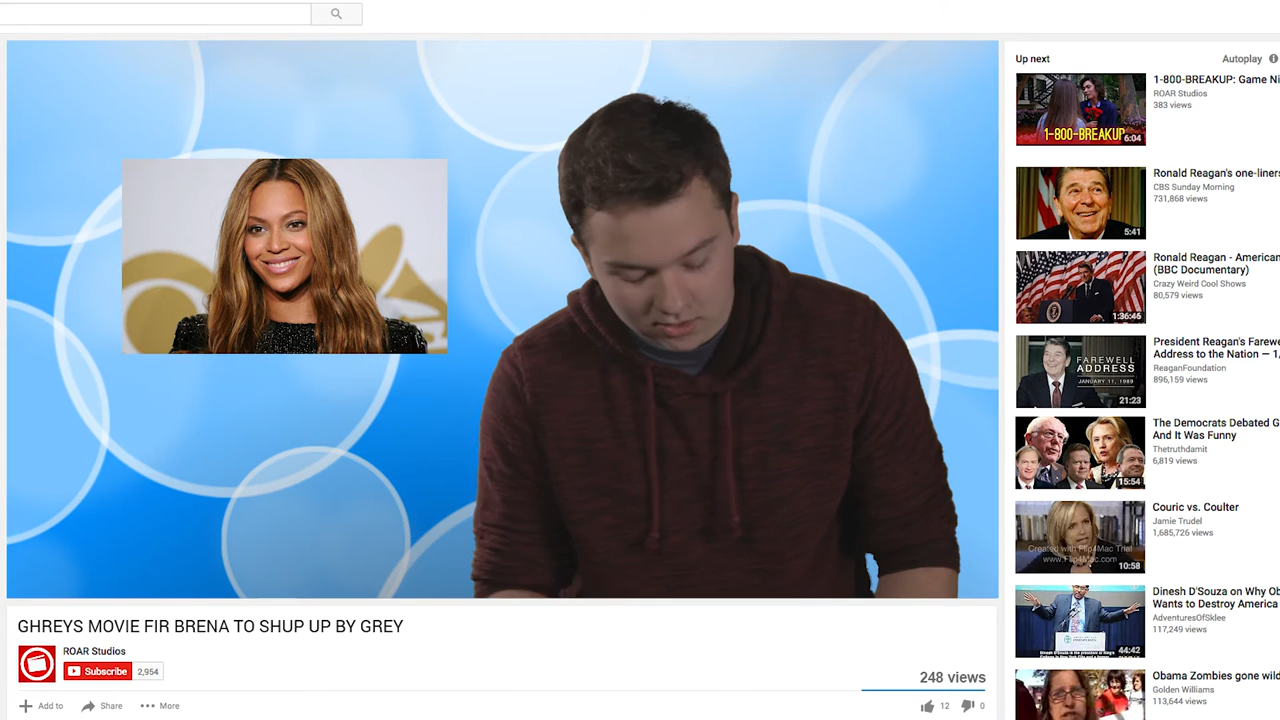 Up next
Autoplay
1-800-BREAKUP: Game Ni
ROAR Studios
383 views
1-800-BREAKUP
6:04
Ronald Reagan's one-liners
CBS Sunday Morning
731,868 views
5:41
Ronald Reagan - American
(BBC Documentary)
Crazy Weird Cool Shows
80,579 views
1:36:46
President Reagan's Farewe
Address to the Nation — 1/
ReaganFoundation
896,159 views
FAREWELL
ADDRESS
JANUARY 11, 1989
21:23
The Democrats Debated G
And It Was Funny
Thetruthdamit
6,819 views
15:54
Couric vs. Coulter
Jamie Trudel
1,685,726 views
Created with Flip4Mac Trial
www.Flip4Mac.com
10:58
Dinesh D'Souza on Why Ob
Wants to Destroy America
AdventuresOfSklee
117,249 views
44:42
Obama Zombies gone wild
Golden Williams
113,644 views
GHREYS MOVIE FIR BRENA TO SHUP UP BY GREY
ROAR Studios
Subscribe 2,954
248 views
Add to Share More
12 0